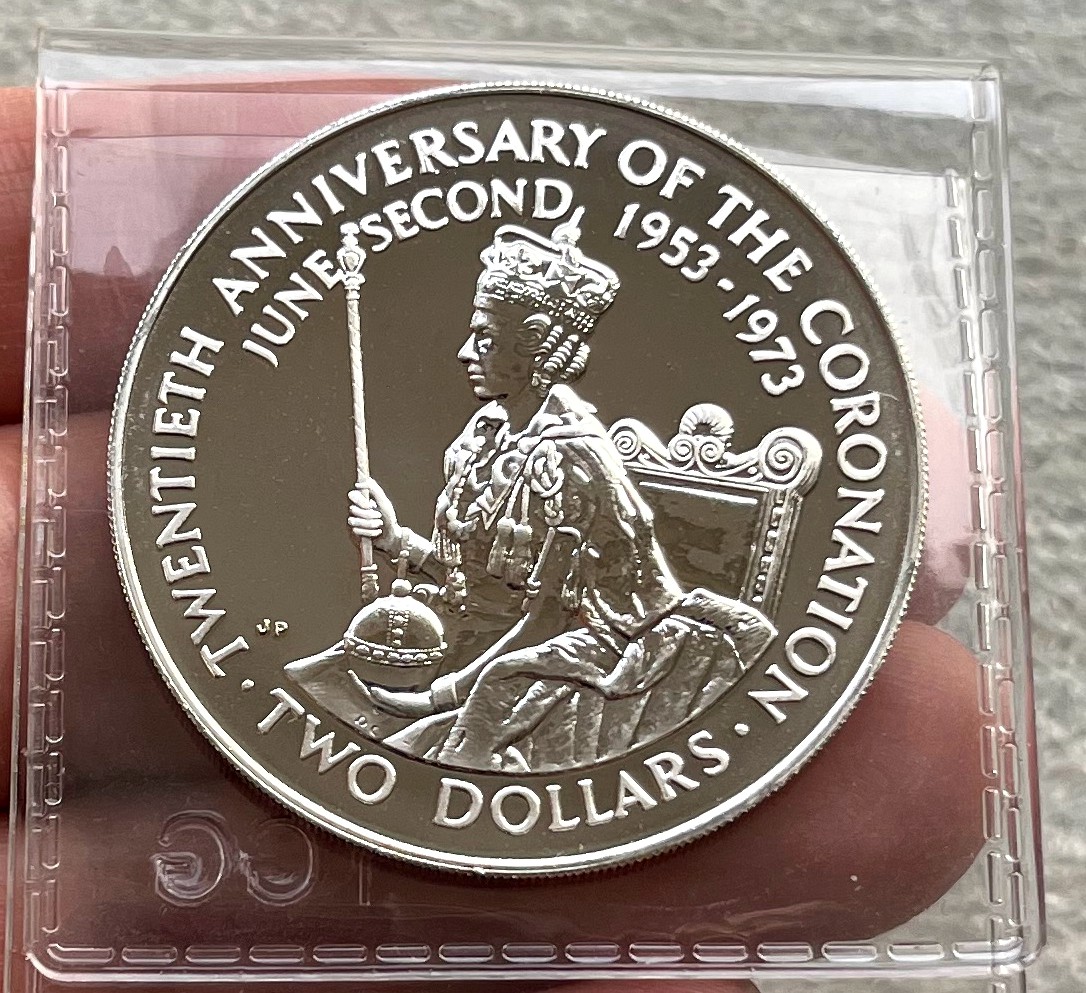 TWENTIETH ANNIVERSARY OF THE CORONATION
JUNE SECOND, 1953-1973
JP
· TWO DOLLARS ·